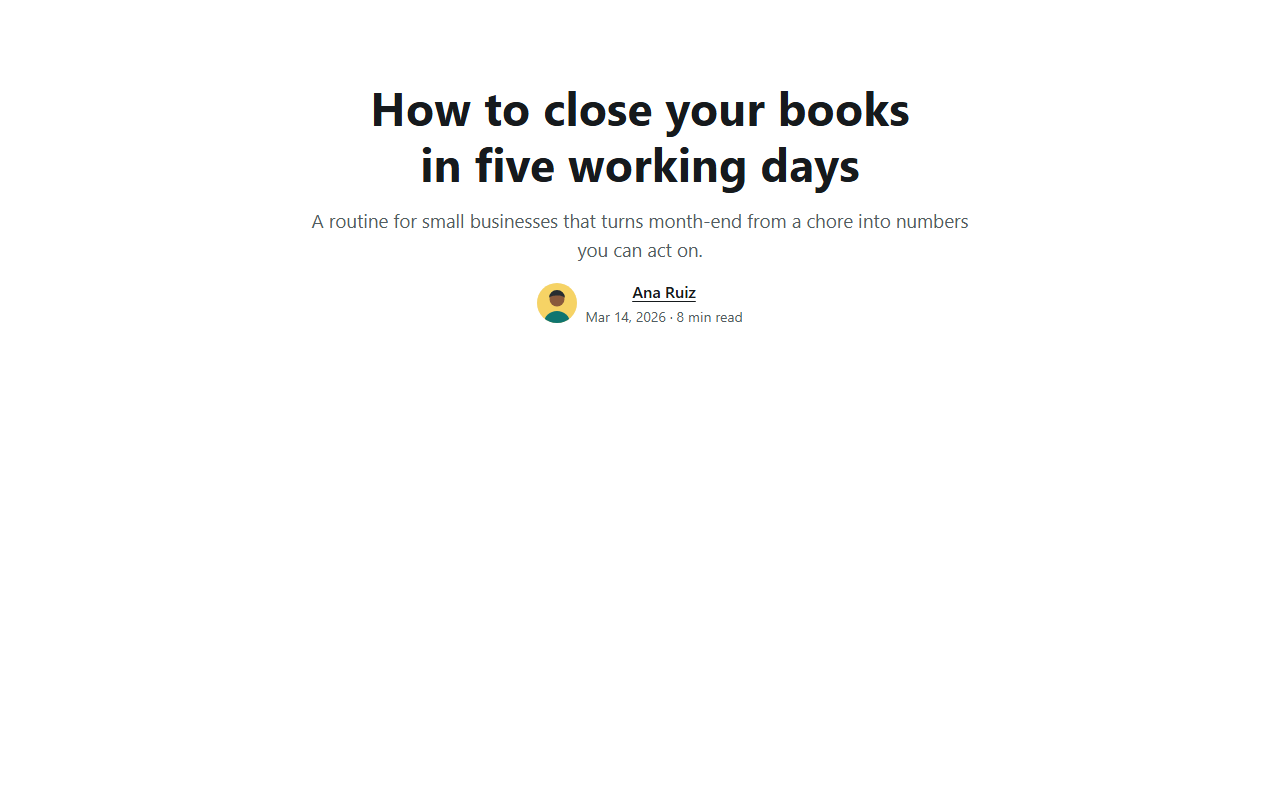 How to close your books
in five working days
A routine for small businesses that turns month-end from a chore into numbers
you can act on.
Ana Ruiz
Mar 14, 2026 · 8 min read